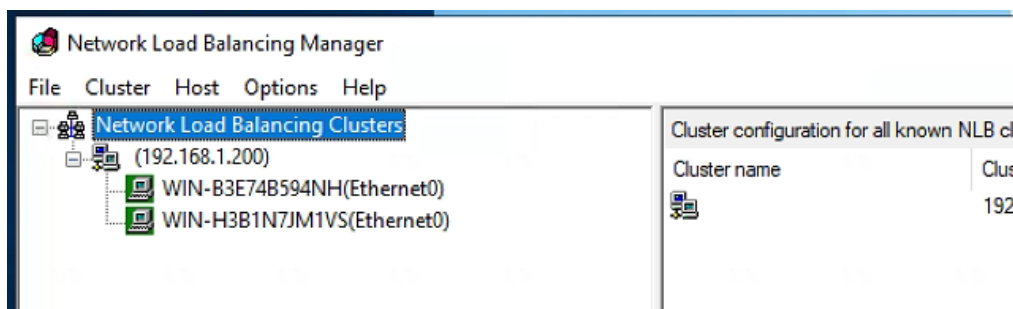 Network Load Balancing Manager
File Cluster Host Options Help
Network Load Balancing Clusters
(192.168.1.200)
WIN-B3E74B594NH(Ethernet0)
WIN-H3B1N7JM1VS(Ethernet0)
Cluster configuration for all known NLB cl
Cluster name Clus
192